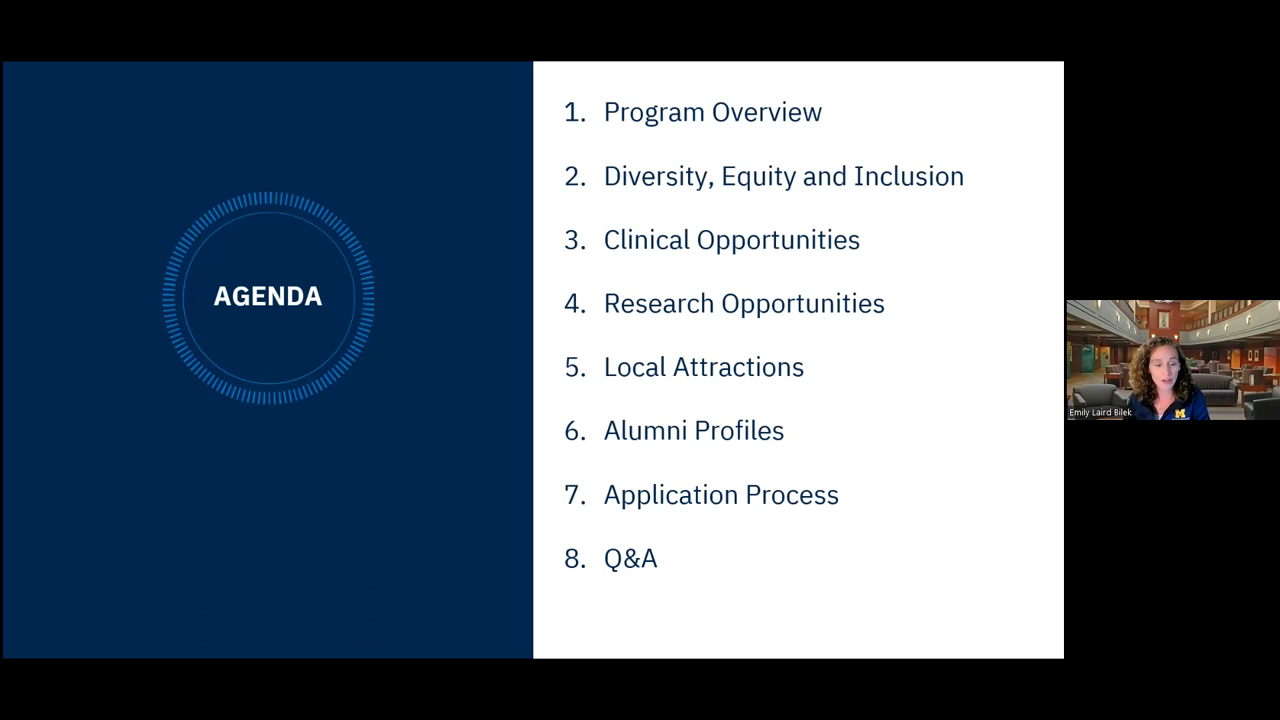 AGENDA
1. Program Overview
2. Diversity, Equity and Inclusion
3. Clinical Opportunities
4. Research Opportunities
5. Local Attractions
6. Alumni Profiles
7. Application Process
8. Q&A
Emily Laird Bilek
M